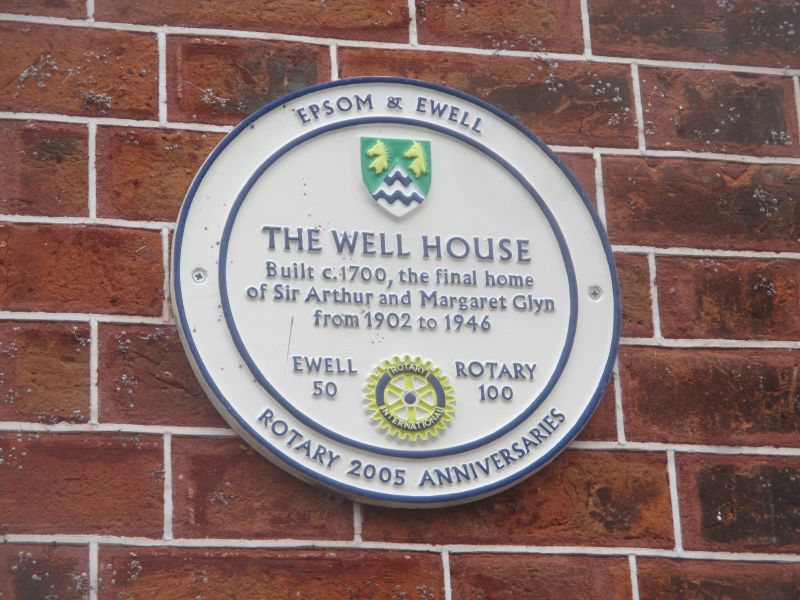 EPSOM & EWELL
THE WELL HOUSE
Built c.1700, the final home
of Sir Arthur and Margaret Glyn
from 1902 to 1946
EWELL
50
ROTARY
INTERNATIONAL
ROTARY
100
ROTARY 2005 ANNIVERSARIES